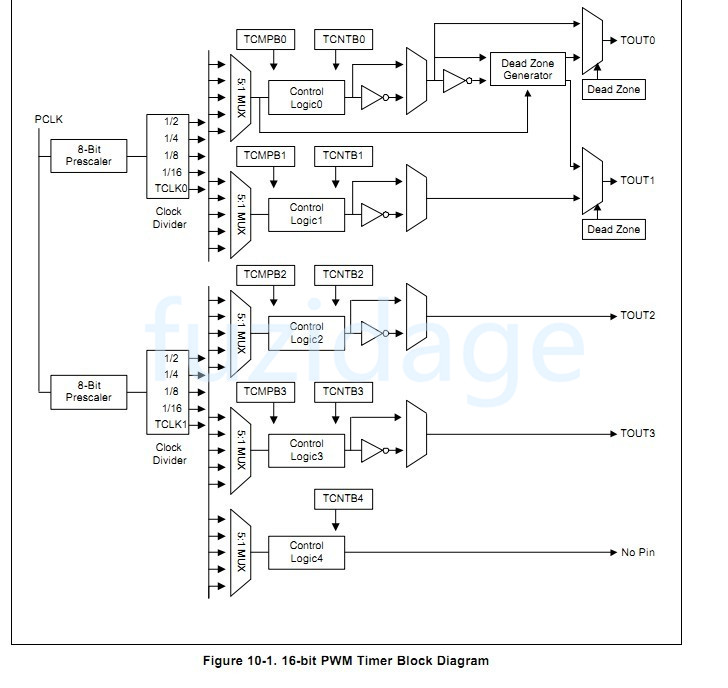 TCMPB0
TCNTB0
TOUT0
5:1 MUX
Control
Logic0
Dead Zone
Generator
Dead Zone
PCLK
8-Bit
Prescaler
1/2
1/4
1/8
1/16
TCLK0
Clock
Divider
TCMPB1
TCNTB1
5:1 MUX
Control
Logic1
TOUT1
Dead Zone
TCMPB2
TCNTB2
5:1 MUX
Control
Logic2
TOUT2
fuzidage
8-Bit
Prescaler
1/2
1/4
1/8
1/16
TCLK1
Clock
Divider
TCMPB3
TCNTB3
5:1 MUX
Control
Logic3
TOUT3
TCNTB4
5:1 MUX
Control
Logic4
No Pin
Figure 10-1. 16-bit PWM Timer Block Diagram